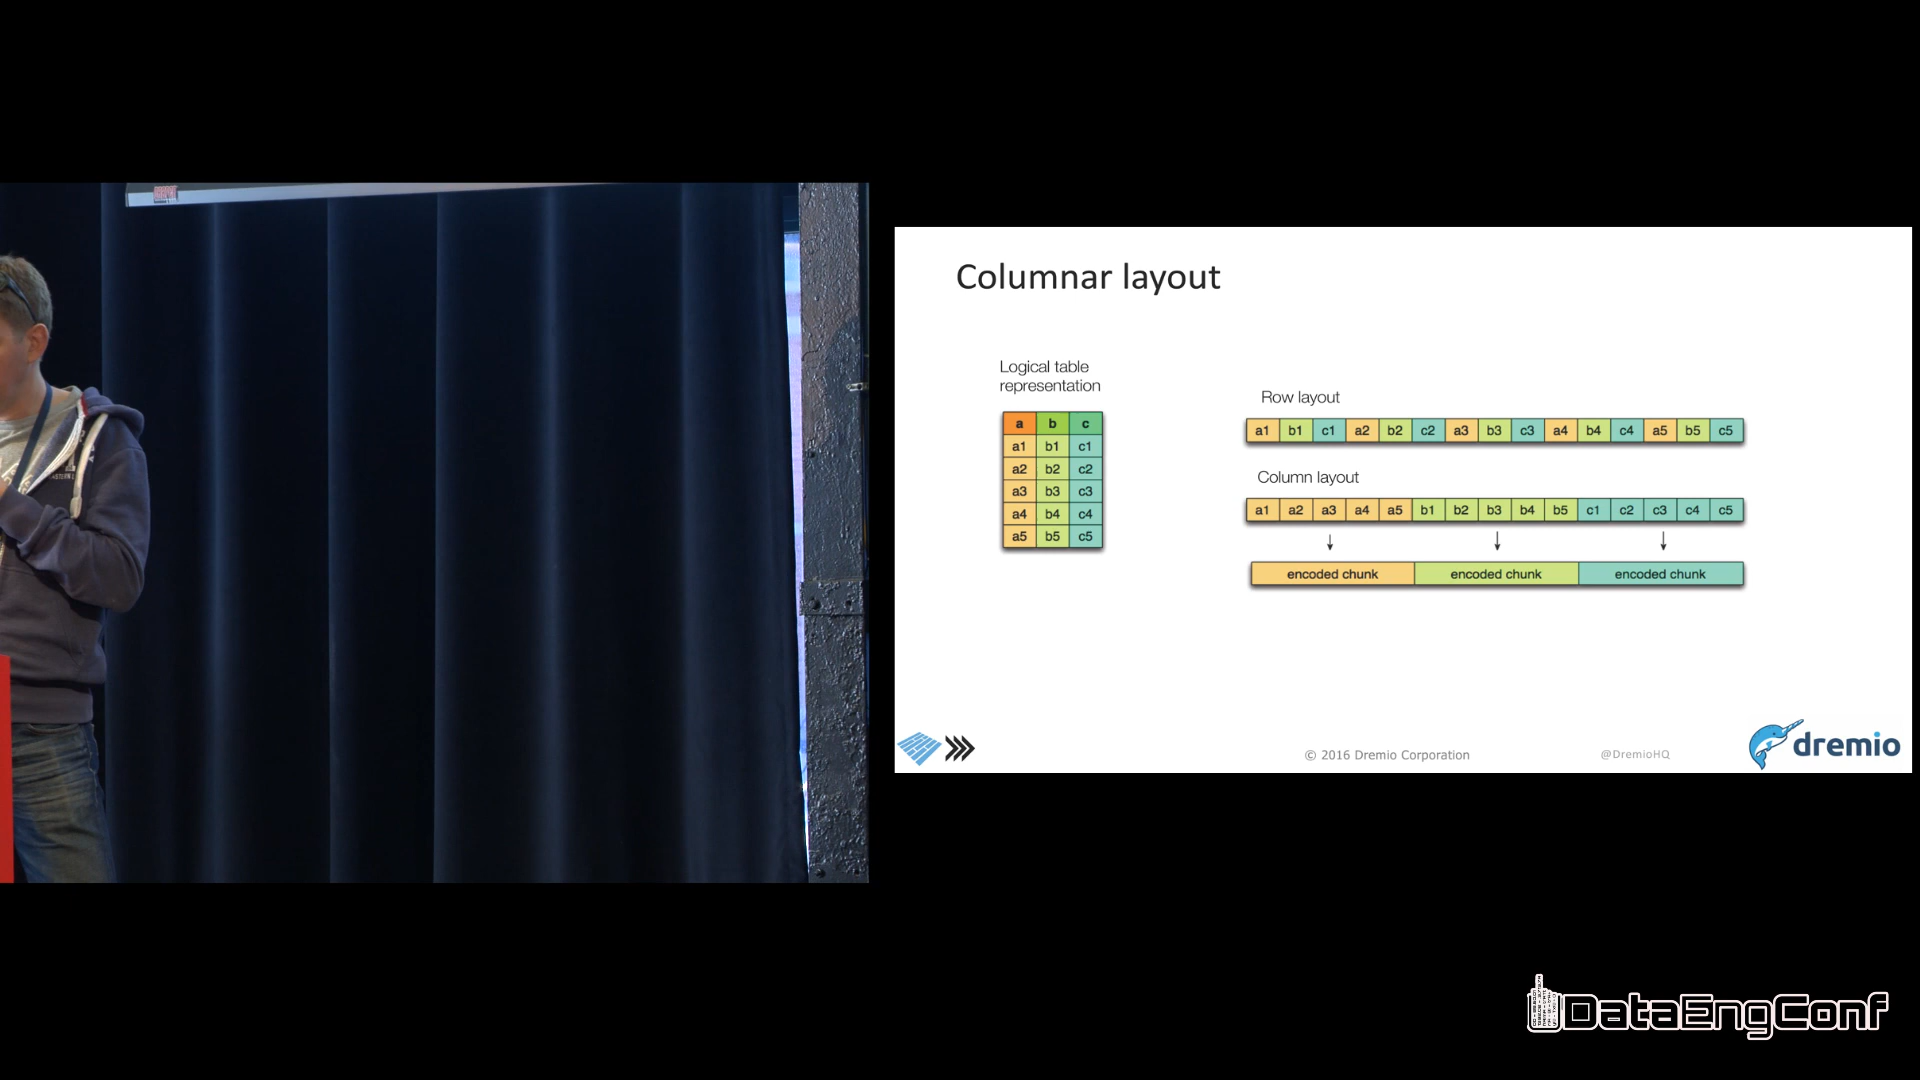 Columnar layout
Logical table
representation
a b c
a1 b1 c1
a2 b2 c2
a3 b3 c3
a4 b4 c4
a5 b5 c5
Row layout
a1 b1 c1 a2 b2 c2 a3 b3 c3 a4 b4 c4 a5 b5 c5
Column layout
a1 a2 a3 a4 a5 b1 b2 b3 b4 b5 c1 c2 c3 c4 c5
encoded chunk encoded chunk encoded chunk
© 2016 Dremio Corporation
@DremioHQ
dremio
DataEngConf